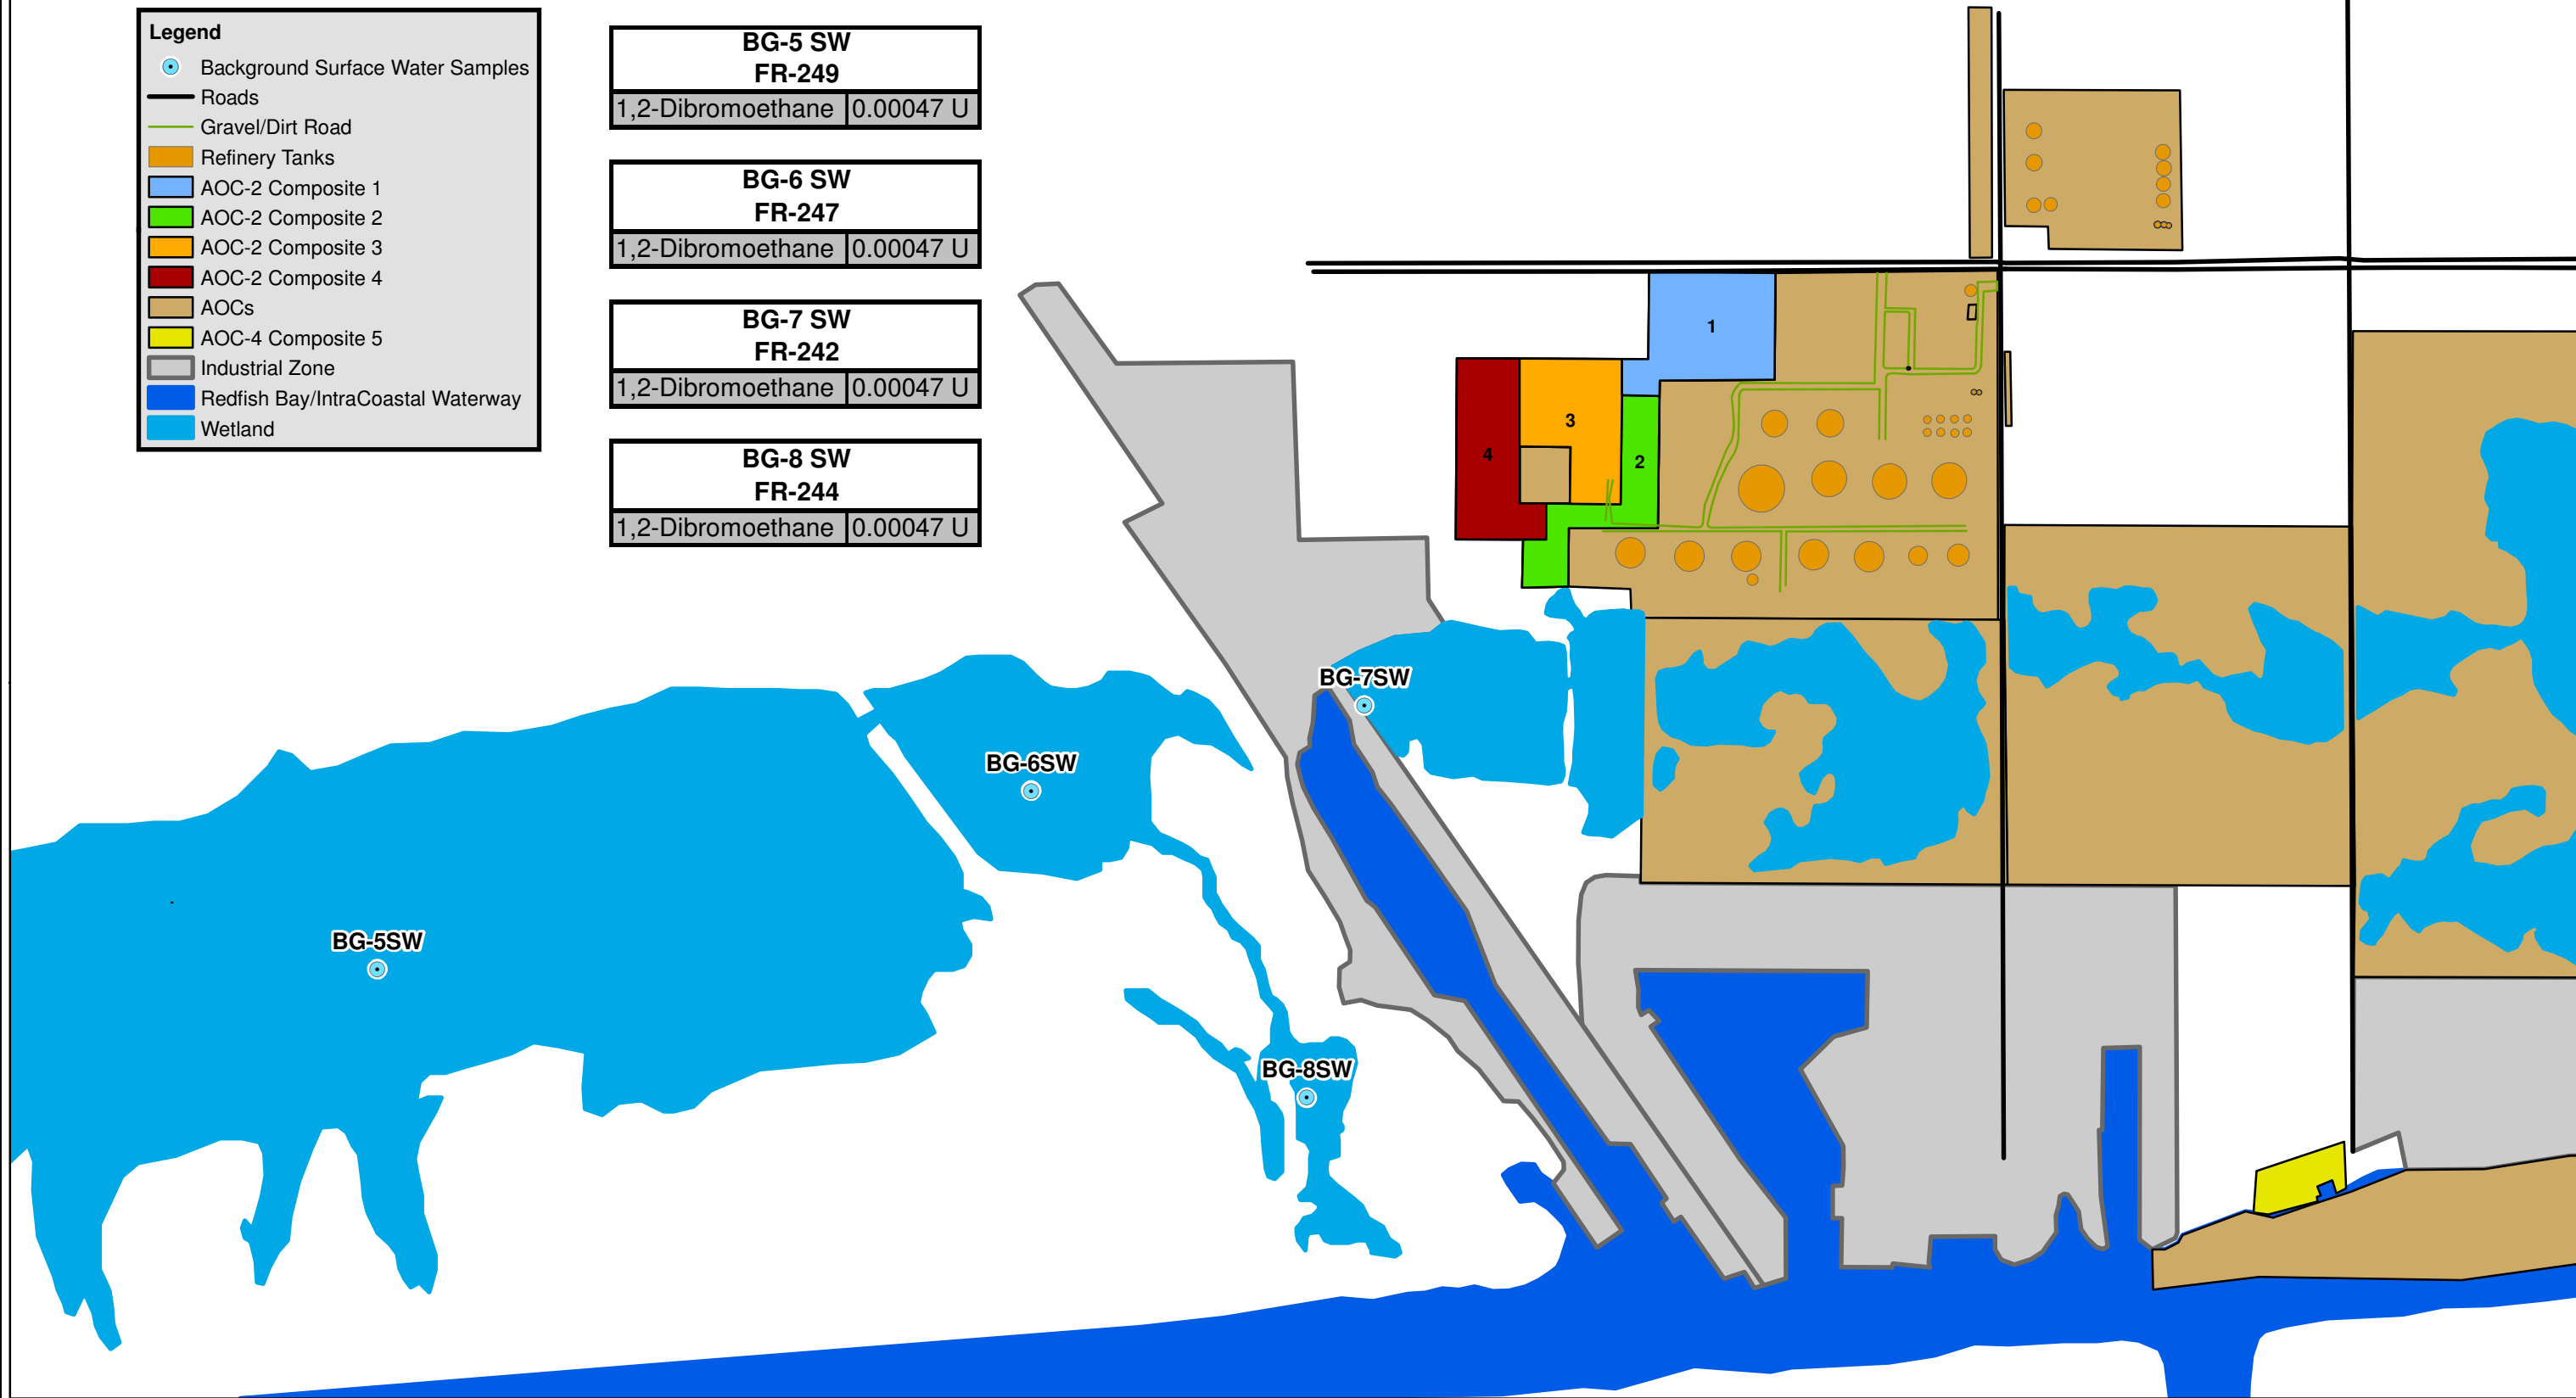 Legend
Background Surface Water Samples
Roads
Gravel/Dirt Road
Refinery Tanks
AOC-2 Composite 1
AOC-2 Composite 2
AOC-2 Composite 3
AOC-2 Composite 4
AOCs
AOC-4 Composite 5
Industrial Zone
Redfish Bay/IntraCoastal Waterway
Wetland
BG-5 SW
FR-249
1,2-Dibromoethane 0.00047 U
BG-6 SW
FR-247
1,2-Dibromoethane 0.00047 U
BG-7 SW
FR-242
1,2-Dibromoethane 0.00047 U
BG-8 SW
FR-244
1,2-Dibromoethane 0.00047 U
1
3
4
2
BG-7SW
BG-6SW
BG-5SW
BG-8SW